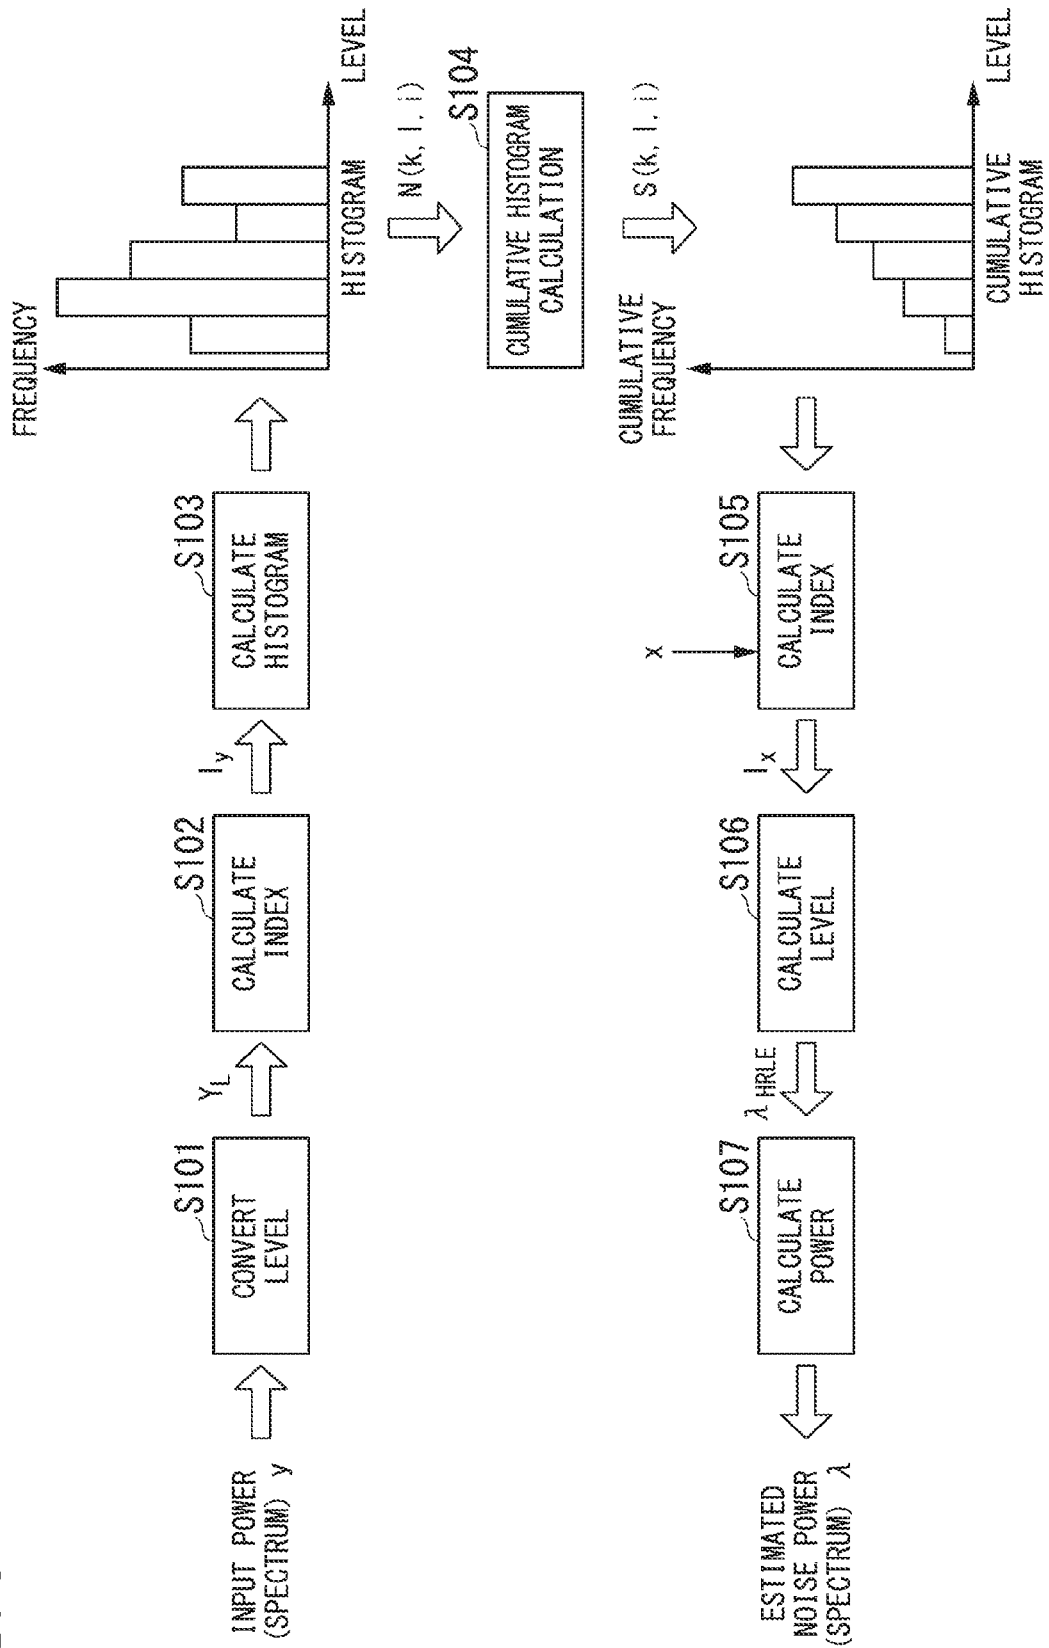 INPUT POWER
(SPECTRUM) y
S101
CONVERT
LEVEL
Y_L
S102
CALCULATE
INDEX
I_y
S103
CALCULATE
HISTOGRAM
FREQUENCY
HISTOGRAM
LEVEL
N(k, l, i)
S104
CUMULATIVE HISTOGRAM
CALCULATION
S(k, l, i)
CUMULATIVE
FREQUENCY
LEVEL
CUMULATIVE
HISTOGRAM
x
S105
CALCULATE
INDEX
I_x
S106
CALCULATE
LEVEL
λ_HRLE
S107
CALCULATE
POWER
ESTIMATED
NOISE POWER
(SPECTRUM) λ